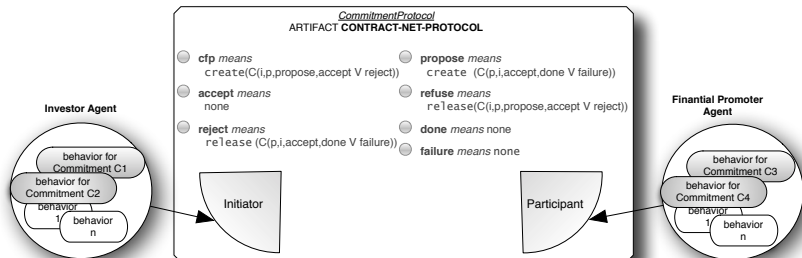 CommitmentProtocol
ARTIFACT CONTRACT-NET-PROTOCOL
cfp means
create(C(i,p,propose,accept V reject))
accept means
none
reject means
release (C(p,i,accept,done V failure))
propose means
create (C(p,i,accept,done V failure))
refuse means
release(C(i,p,propose,accept V reject))
done means none
failure means none
Investor Agent
behavior for
Commitment C1
behavior for
Commitment C2
behavior
1
behavior
n
Initiator
Participant
Finantial Promoter
Agent
behavior for
Commitment C3
behavior for
Commitment C4
behavior
1
behavior
n